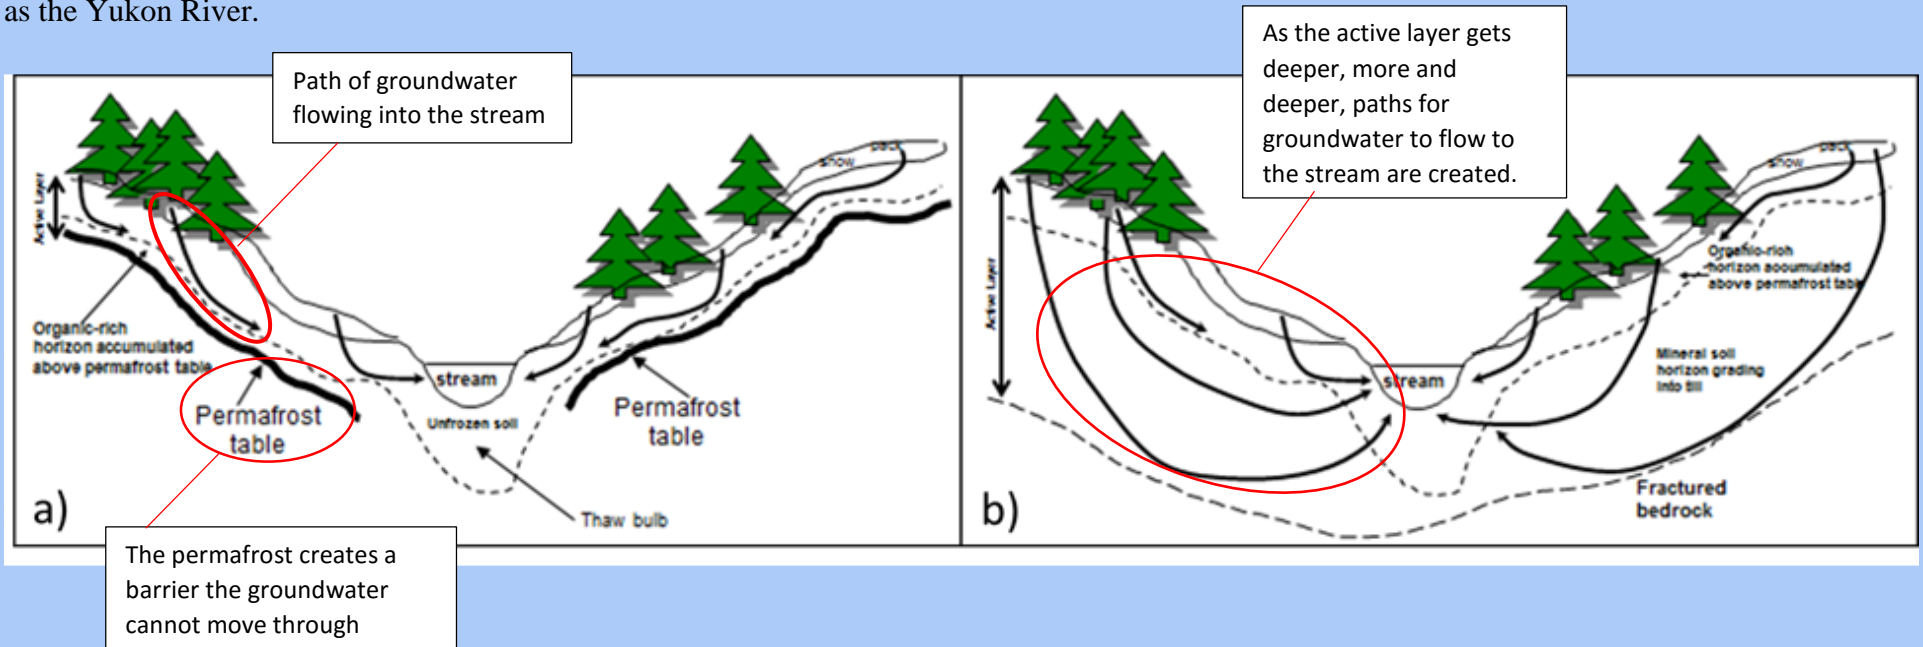 as the Yukon River.
Path of groundwater
flowing into the stream
As the active layer gets
deeper, more and
deeper, paths for
groundwater to flow to
the stream are created.
Active Layer
snow pack
Organic-rich
horizon accumulated
above permafrost table
Permafrost
table
stream
Unfrozen soil
Permafrost
table
Thaw bulb
a)
The permafrost creates a
barrier the groundwater
cannot move through
Active Layer
snow pack
Organic-rich
horizon accumulated
above permafrost table
Mineral soil
horizon grading
into till
stream
Fractured
bedrock
b)